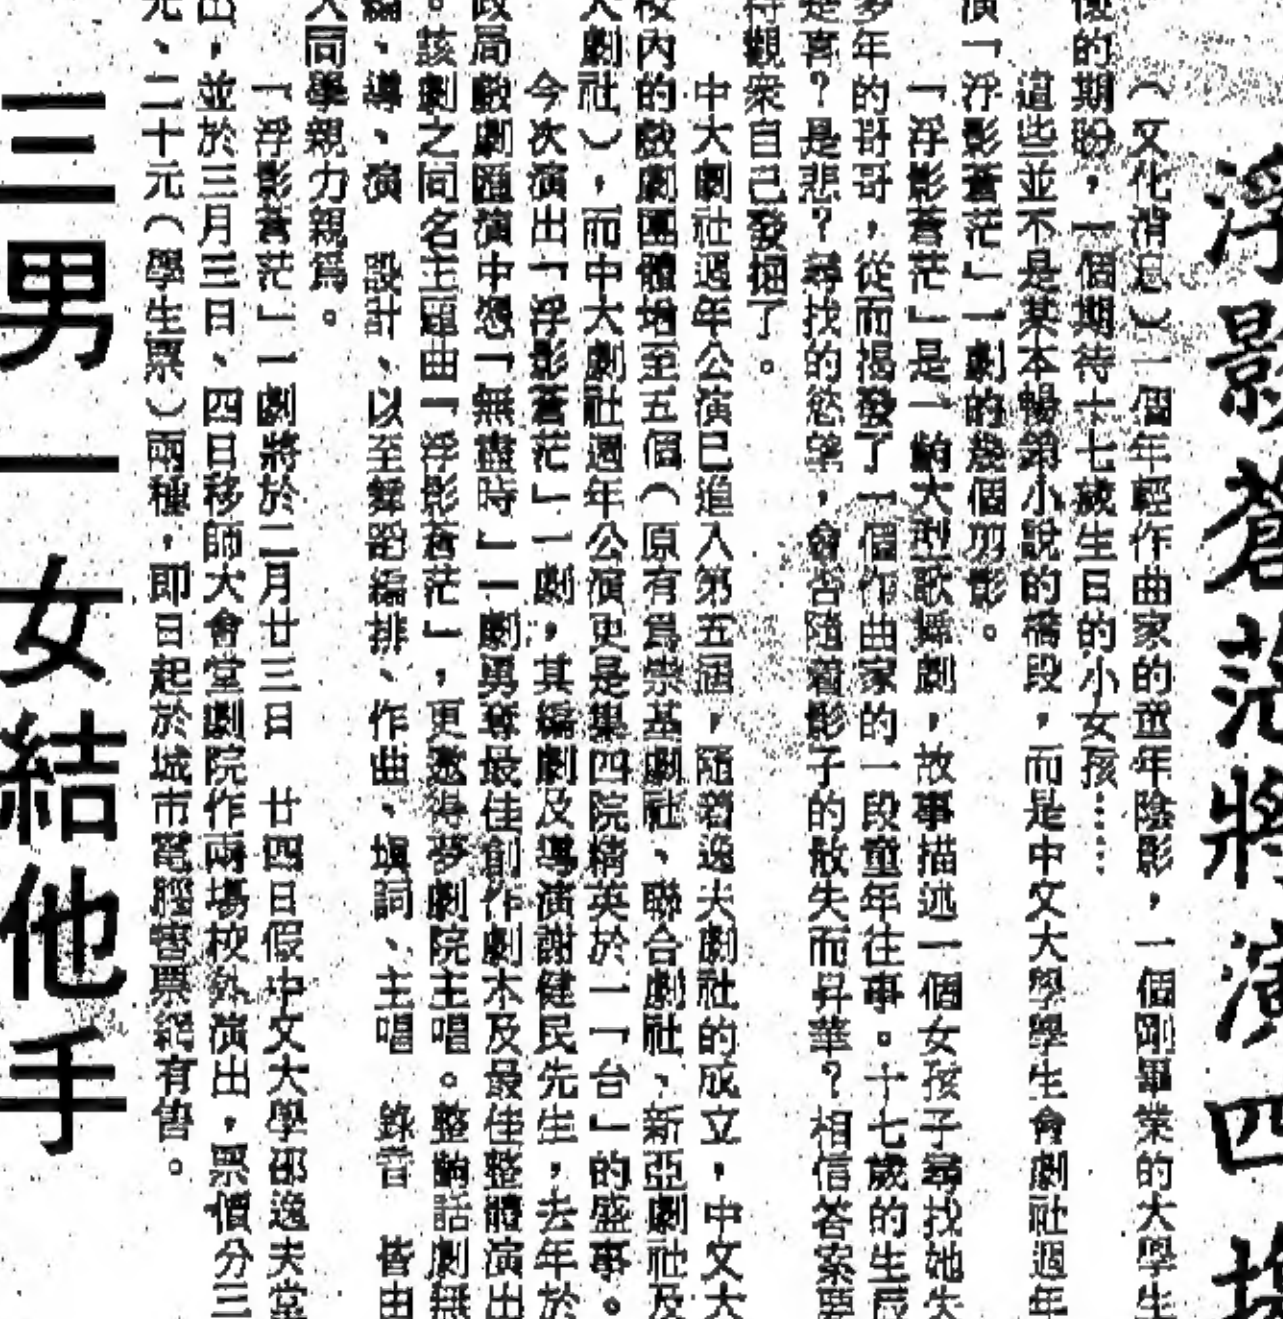 浮影蒼茫將演四場
(文化消息)一個年輕作曲家的童年陰影,一個剛畢業的大學生
的期盼,一個期待十七歲生日的小女孩……
這些並不是某本暢銷小說的橋段,而是中文大學學生會劇社週年
演「浮影蒼茫」一劇的幾個剪影。
「浮影蒼茫」是一齣大型歌舞劇,故事描述一個女孩子尋找她失
多年的哥哥,從而揭發了一個作曲家的一段童年往事。十七歲的生辰
是喜?是悲?尋找的慾望,會否隨着影子的散失而昇華?相信答案要
待觀衆自己發掘了。
中大劇社週年公演已進入第五屆,隨着逸夫劇社的成立,中文大
校內的戲劇團體增至五個(原有爲崇基劇社、聯合劇社、新亞劇社及
大劇社),而中大劇社週年公演更是集四院精英於一「台」的盛事。
今次演出「浮影蒼茫」一劇,其編劇及導演謝健民先生,去年於
政局戲劇匯演中憑「無盡時」一劇勇奪最佳創作劇本及最佳整體演出
。該劇之同名主題曲「浮影蒼茫」,更邀得夢劇院主唱。整齣話劇無
編、導、演 設計、以至舞蹈編排、作曲、塡詞、主唱 錄音 皆由
大同學親力親爲。
「浮影蒼茫」一劇將於二月廿三日 廿四日假中文大學邵逸夫堂
出,並於三月三日、四日移師大會堂劇院作兩場校外演出,票價分三
元、二十元(學生票)兩種,即日起於城市電腦售票網有售。
三男一女結他手